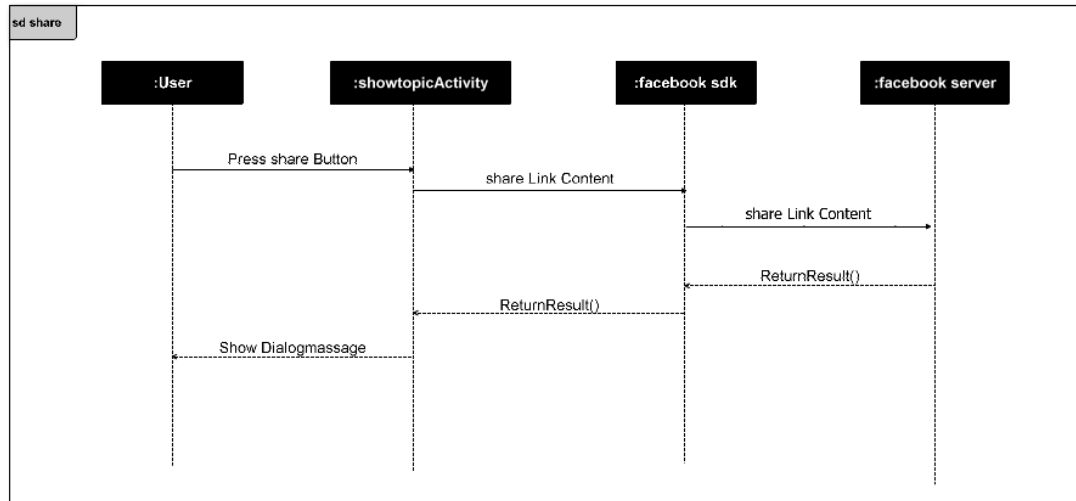 sd share
:User
:showtopicActivity
:facebook sdk
:facebook server
Press share Button
share Link Content
share Link Content
ReturnResult()
ReturnResult()
Show Dialogmassage